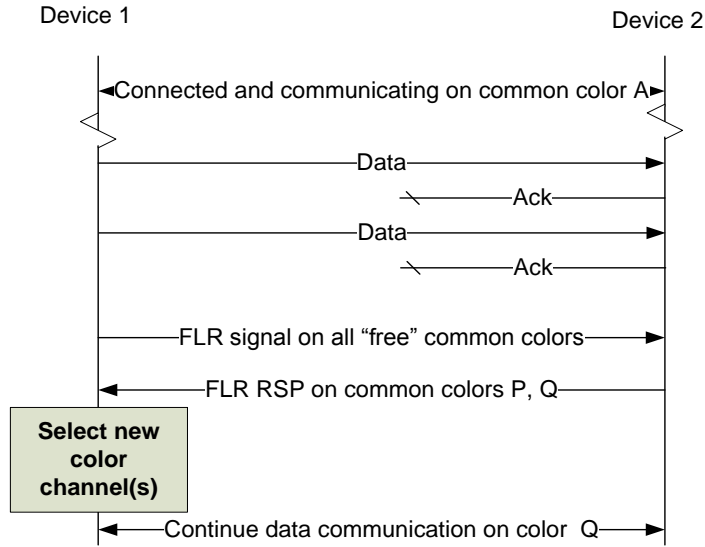 Device 1
Device 2
Connected and communicating on common color A
Data
Ack
Data
Ack
FLR signal on all “free” common colors
FLR RSP on common colors P, Q
Select new
color
channel(s)
Continue data communication on color Q